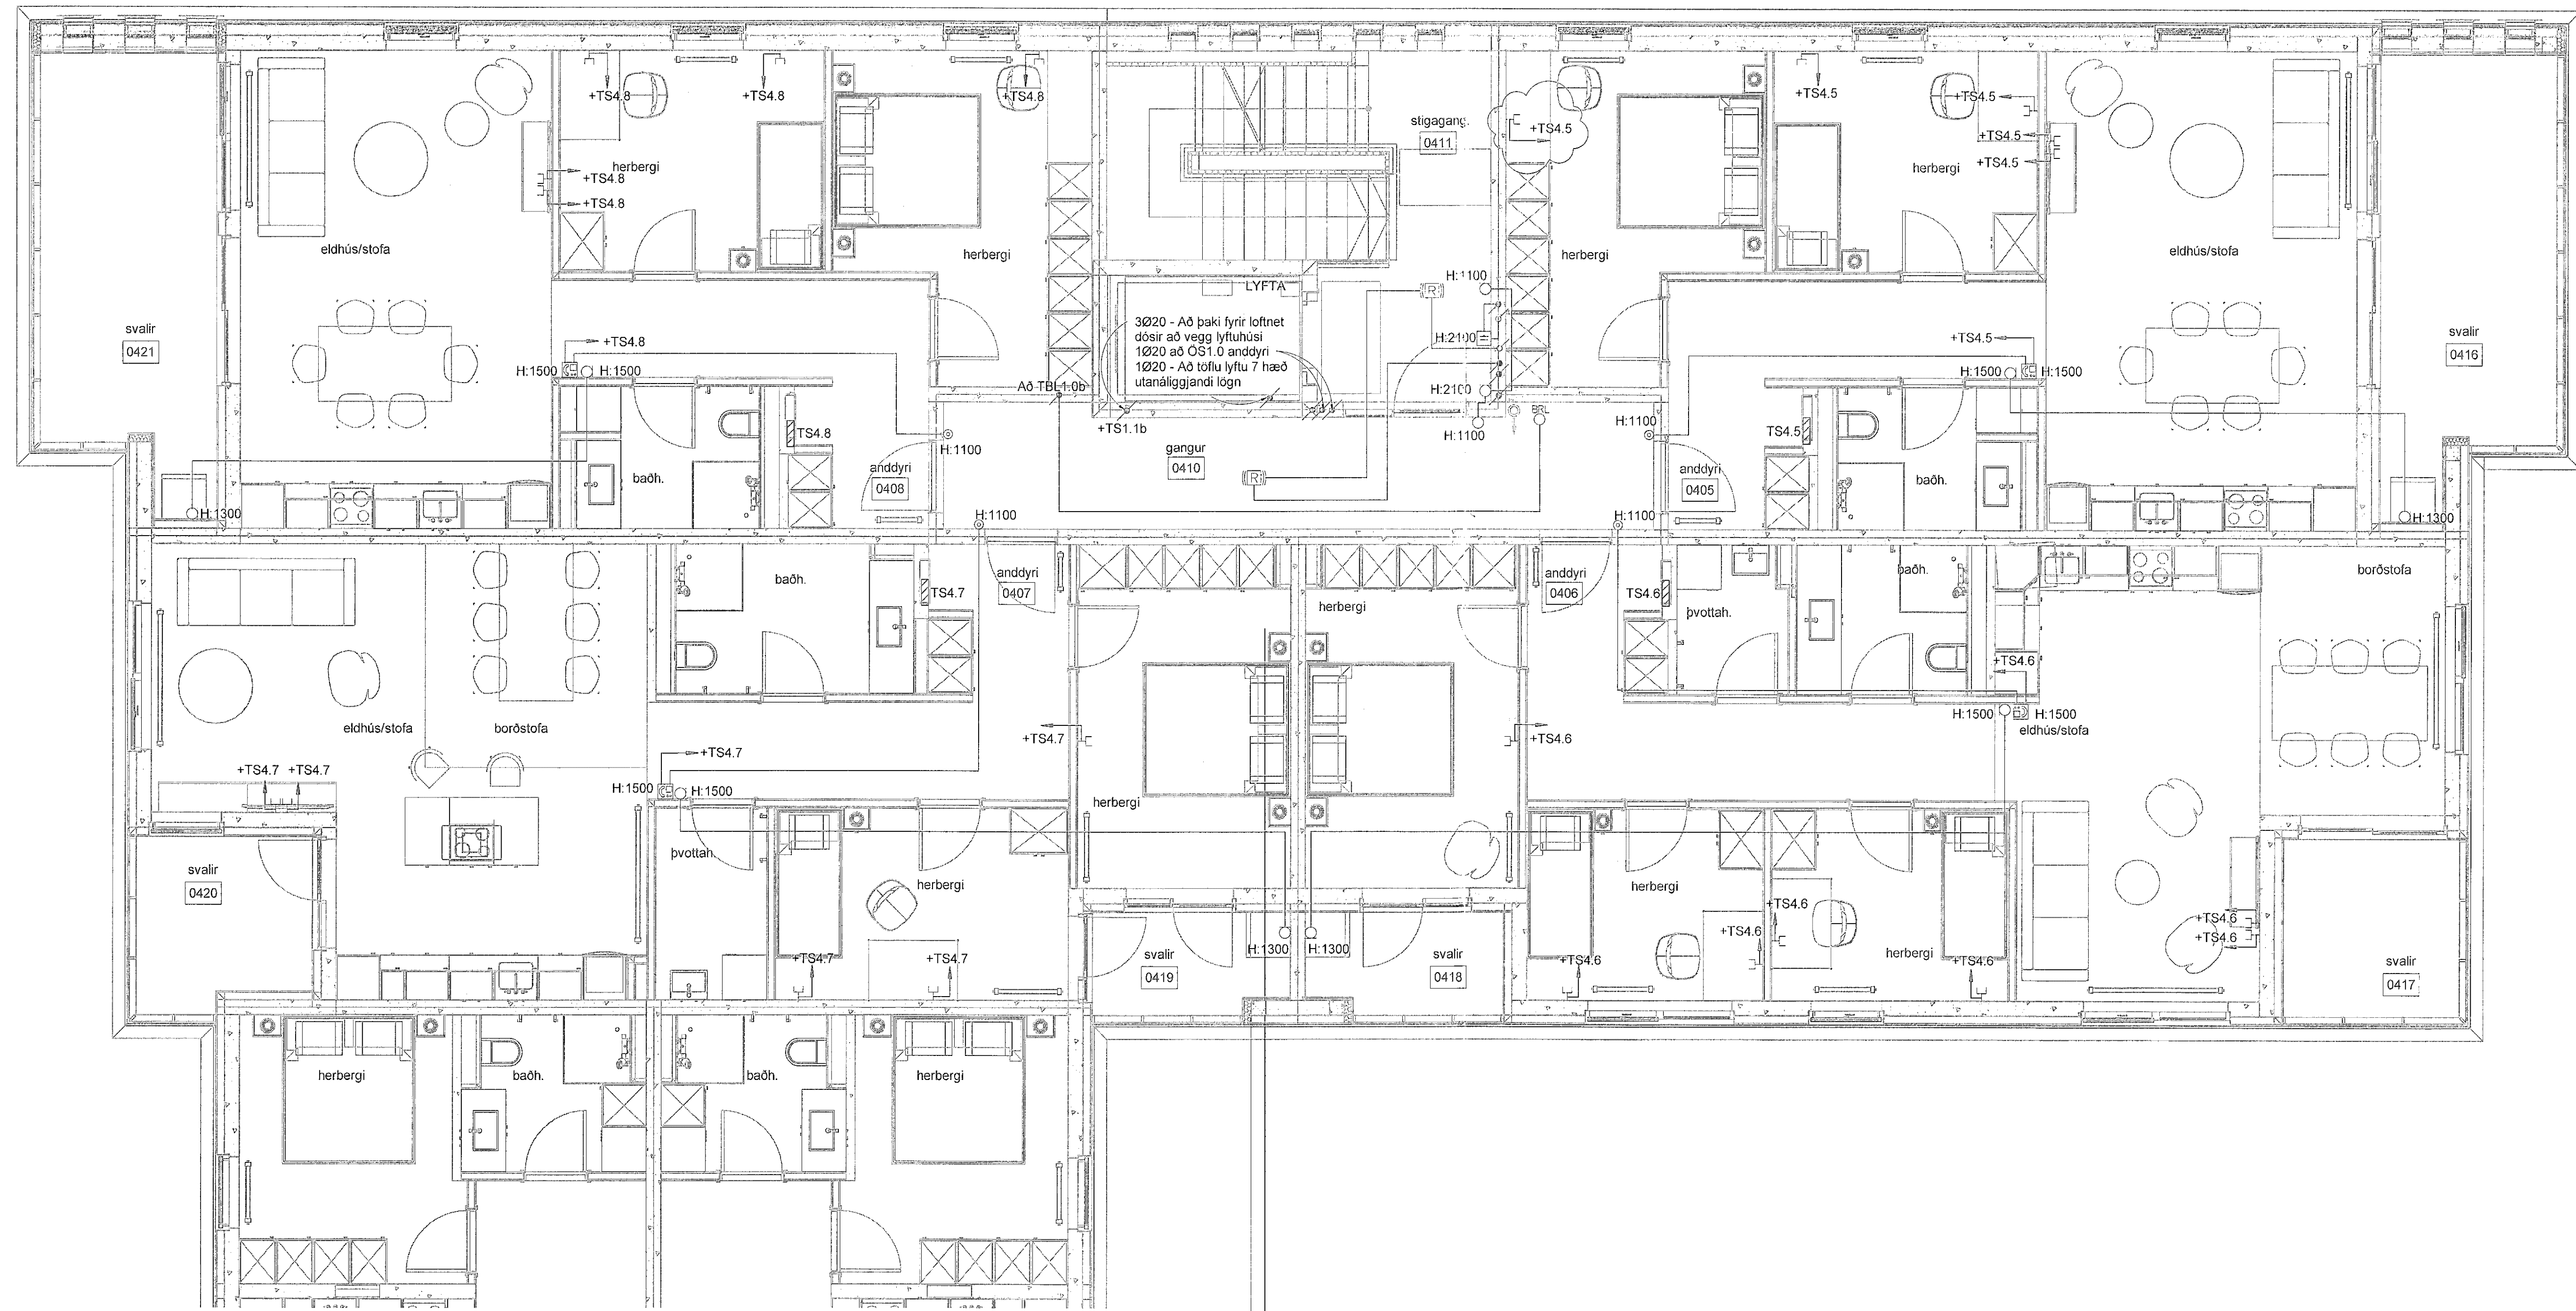 +TS4.8
+TS4.8
+TS4.8
stigagang.
0411
+TS4.5
+TS4.5
+TS4.5
+TS4.5
+TS4.5
herbergi
+TS4.8
+TS4.8
herbergi
eldhús/stofa
herbergi
herbergi
eldhús/stofa
LYFTA
H:1100
R
3Ø20 - Að þaki fyrir loftnet
dósir að vegg lyftuhúsi
1Ø20 að ÖS1.0 anddyri
1Ø20 - Að töflu lyftu 7 hæð
utanáliggjandi lögn
svalir
0421
+TS4.8
H:1500
H:1500
H:2100
H:2100
+TS4.5
H:1500
H:1500
svalir
0416
Að TBL1.0b
+TS1.1b
H:1100
BRL
H:1100
TS4.8
H:1100
TS4.5
gangur
0410
R
baðh.
anddyri
0408
anddyri
0405
baðh.
H:1300
H:1100
H:1100
H:1300
baðh.
anddyri
0407
TS4.7
herbergi
anddyri
0406
TS4.6
þvottah.
baðh.
borðstofa
+TS4.6
eldhús/stofa
borðstofa
+TS4.7
+TS4.7
+TS4.6
H:1500
H:1500
eldhús/stofa
+TS4.7
+TS4.7
H:1500
H:1500
herbergi
þvottah.
svalir
0420
herbergi
herbergi
+TS4.6
+TS4.6
+TS4.6
+TS4.6
herbergi
+TS4.7
+TS4.7
H:1300
H:1300
svalir
0419
svalir
0418
+TS4.6
+TS4.6
svalir
0417
herbergi
baðh.
baðh.
herbergi